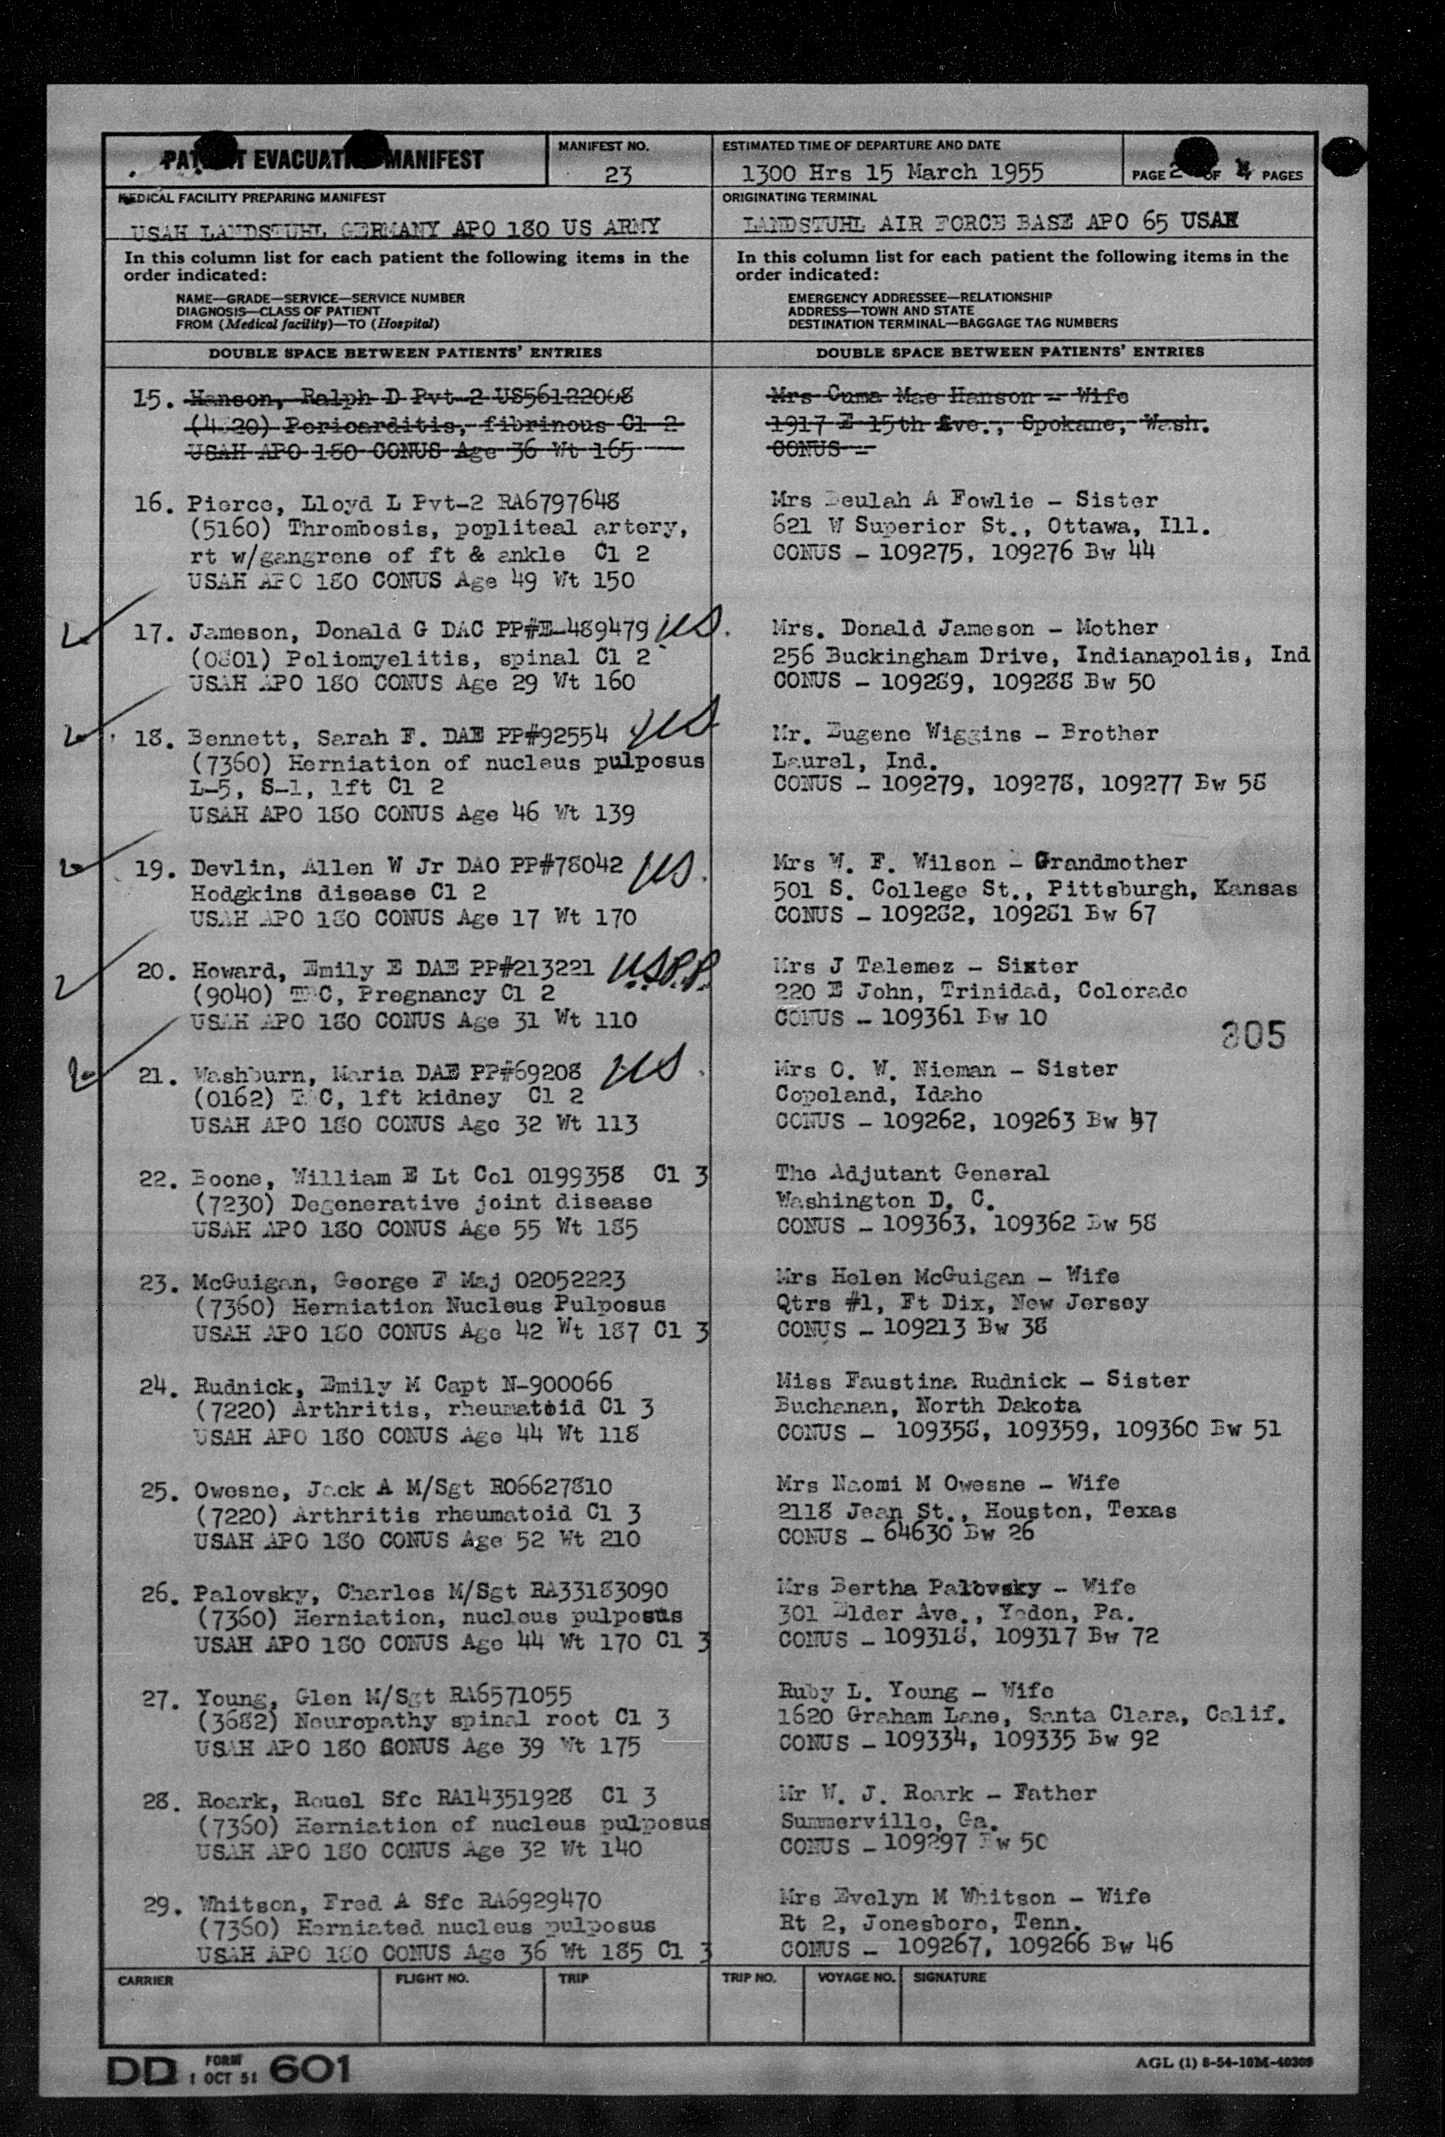 PATIENT EVACUATION MANIFEST
MANIFEST NO.
23
ESTIMATED TIME OF DEPARTURE AND DATE
1300 Hrs 15 March 1955
PAGE 2 OF 4 PAGES
MEDICAL FACILITY PREPARING MANIFEST
USAH LANDSTUHL GERMANY APO 180 US ARMY
ORIGINATING TERMINAL
LANDSTUHL AIR FORCE BASE APO 65 USAF
In this column list for each patient the following items in the
order indicated:
NAME—GRADE—SERVICE—SERVICE NUMBER
DIAGNOSIS—CLASS OF PATIENT
FROM (Medical facility)—TO (Hospital)
In this column list for each patient the following items in the
order indicated:
EMERGENCY ADDRESSEE—RELATIONSHIP
ADDRESS—TOWN AND STATE
DESTINATION TERMINAL—BAGGAGE TAG NUMBERS
DOUBLE SPACE BETWEEN PATIENTS' ENTRIES
DOUBLE SPACE BETWEEN PATIENTS' ENTRIES
15. Hanson, Ralph D Pvt-2 US56122068
Pericarditis, fibrinous Cl 2
USAH APO 180 CONUS Age 36 Wt 165
Mrs Cuma Mae Hanson - Wife
1917 E 15th Ave., Spokane, Wash.
CONUS -
16. Pierce, Lloyd L Pvt-2 RA6797648
(5160) Thrombosis, popliteal artery,
rt w/gangrene of ft & ankle Cl 2
USAH APO 180 CONUS Age 49 Wt 150
Mrs Beulah A Fowlie - Sister
621 W Superior St., Ottawa, Ill.
CONUS - 109275, 109276 Bw 44
17. Jameson, Donald G DAC PP#E-489479 US.
(0801) Poliomyelitis, spinal Cl 2
USAH APO 180 CONUS Age 29 Wt 160
Mrs. Donald Jameson - Mother
256 Buckingham Drive, Indianapolis, Ind
CONUS - 109289, 109288 Bw 50
18. Bennett, Sarah F. DAE PP#92554 US
(7360) Herniation of nucleus pulposus
L-5, S-1, lft Cl 2
USAH APO 180 CONUS Age 46 Wt 139
Mr. Eugene Wiggins - Brother
Laurel, Ind.
CONUS - 109279, 109278, 109277 Bw 58
19. Devlin, Allen W Jr DAO PP#78042 US.
Hodgkins disease Cl 2
USAH APO 180 CONUS Age 17 Wt 170
Mrs W. F. Wilson - Grandmother
501 S. College St., Pittsburgh, Kansas
CONUS - 109282, 109281 Bw 67
20. Howard, Emily E DAE PP#213221 U.S.P.P.
(9040) TBC, Pregnancy Cl 2
USAH APO 180 CONUS Age 31 Wt 110
Mrs J Talemez - Sister
220 E John, Trinidad, Colorado
CONUS - 109361 Bw 10
305
21. Washburn, Maria DAE PP#69208 US.
(0162) TBC, lft kidney Cl 2
USAH APO 180 CONUS Age 32 Wt 113
Mrs O. W. Nieman - Sister
Copeland, Idaho
CONUS - 109262, 109263 Bw 47
22. Boone, William E Lt Col 0199358 Cl 3
(7230) Degenerative joint disease
USAH APO 180 CONUS Age 55 Wt 185
The Adjutant General
Washington D. C.
CONUS - 109363, 109362 Bw 58
23. McGuigan, George F Maj 02052223
(7360) Herniation Nucleus Pulposus
USAH APO 180 CONUS Age 42 Wt 187 Cl 3
Mrs Helen McGuigan - Wife
Qtrs #1, Ft Dix, New Jersey
CONUS - 109213 Bw 38
24. Rudnick, Emily M Capt N-900066
(7220) Arthritis, rheumatoid Cl 3
USAH APO 180 CONUS Age 44 Wt 118
Miss Faustina Rudnick - Sister
Buchanan, North Dakota
CONUS - 109358, 109359, 109360 Bw 51
25. Owesne, Jack A M/Sgt RO6627810
(7220) Arthritis rheumatoid Cl 3
USAH APO 180 CONUS Age 52 Wt 210
Mrs Naomi M Owesne - Wife
2118 Jean St., Houston, Texas
CONUS - 64630 Bw 26
26. Palovsky, Charles M/Sgt RA33183090
(7360) Herniation, nucleus pulposus
USAH APO 180 CONUS Age 44 Wt 170 Cl 3
Mrs Bertha Palovsky - Wife
301 Elder Ave., Yedon, Pa.
CONUS - 109318, 109317 Bw 72
27. Young, Glen M/Sgt RA6571055
(3682) Neuropathy spinal root Cl 3
USAH APO 180 CONUS Age 39 Wt 175
Ruby L. Young - Wife
1620 Graham Lane, Santa Clara, Calif.
CONUS - 109334, 109335 Bw 92
28. Roark, Rouel Sfc RA14351928 Cl 3
(7360) Herniation of nucleus pulposus
USAH APO 180 CONUS Age 32 Wt 140
Mr W. J. Roark - Father
Summerville, Ga.
CONUS - 109297 Bw 50
29. Whitson, Fred A Sfc RA6929470
(7360) Herniated nucleus pulposus
USAH APO 180 CONUS Age 36 Wt 185 Cl 3
Mrs Evelyn M Whitson - Wife
Rt 2, Jonesboro, Tenn.
CONUS - 109267, 109266 Bw 46
CARRIER
FLIGHT NO.
TRIP
TRIP NO.
VOYAGE NO.
SIGNATURE
DD FORM 1 OCT 51 601
AGL (1) 8-54-10M-40308